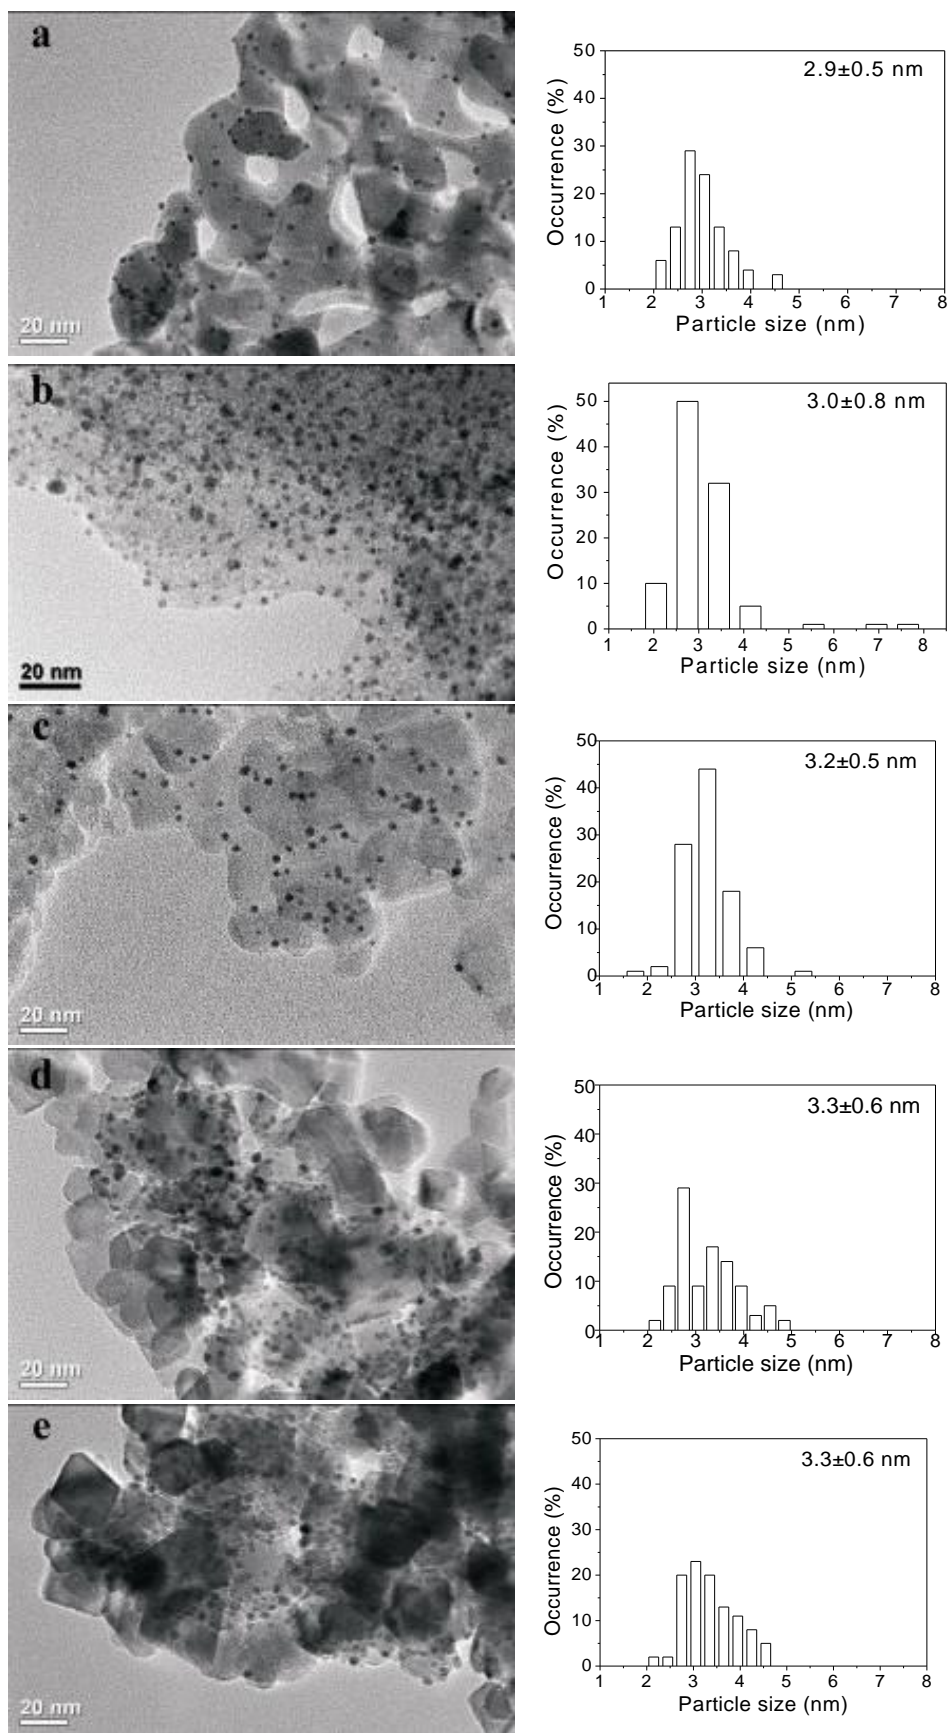 a
20 nm
2.9±0.5 nm
Occurrence (%)
50
40
30
20
10
0
1 2 3 4 5 6 7 8
Particle size (nm)
b
20 nm
3.0±0.8 nm
Occurrence (%)
50
40
30
20
10
0
1 2 3 4 5 6 7 8
Particle size (nm)
c
20 nm
3.2±0.5 nm
Occurrence (%)
50
40
30
20
10
0
1 2 3 4 5 6 7 8
Particle size (nm)
d
20 nm
3.3±0.6 nm
Occurrence (%)
50
40
30
20
10
0
1 2 3 4 5 6 7 8
Particle size (nm)
e
20 nm
3.3±0.6 nm
Occurrence (%)
50
40
30
20
10
0
1 2 3 4 5 6 7 8
Particle size (nm)